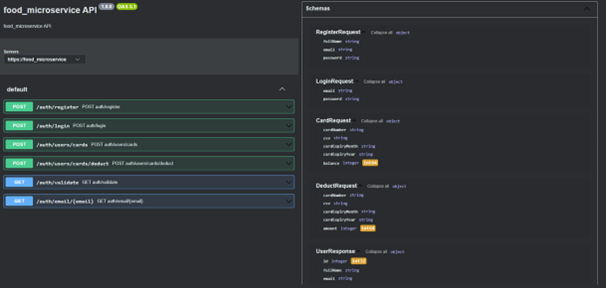 food_microservice API 1.0.0 OAS 3.1
food_microservice API
Servers
https://food_microservice
default
POST /auth/register POST auth/register
POST /auth/login POST auth/login
POST /auth/users/cards POST auth/users/cards
POST /auth/users/cards/deduct POST auth/users/cards/deduct
GET /auth/validate GET auth/validate
GET /auth/email/{email} GET auth/email/{email}
Schemas
RegisterRequest Collapse all object
fullName string
email string
password string
LoginRequest Collapse all object
email string
password string
CardRequest Collapse all object
cardNumber string
cvv string
cardExpiryMonth string
cardExpiryYear string
balance integer int64
DeductRequest Collapse all object
cardNumber string
cvv string
cardExpiryMonth string
cardExpiryYear string
amount integer int64
UserResponse Collapse all object
id integer int32
fullName string
email string